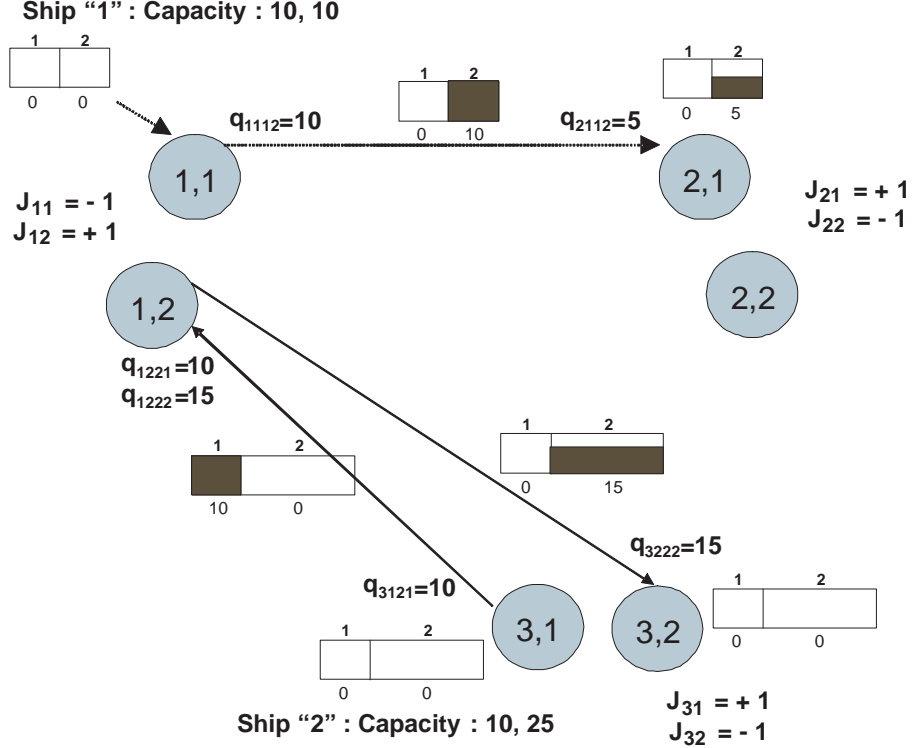 Ship “1” : Capacity : 10, 10
1 2
0 0
1 2
0 10
1 2
0 5
q1112=10
q2112=5
1,1
2,1
J11 = - 1
J12 = + 1
J21 = + 1
J22 = - 1
1,2
2,2
q1221=10
q1222=15
1 2
10 0
1 2
0 15
q3222=15
q3121=10
3,1
3,2
1 2
0 0
1 2
0 0
Ship “2” : Capacity : 10, 25
J31 = + 1
J32 = - 1